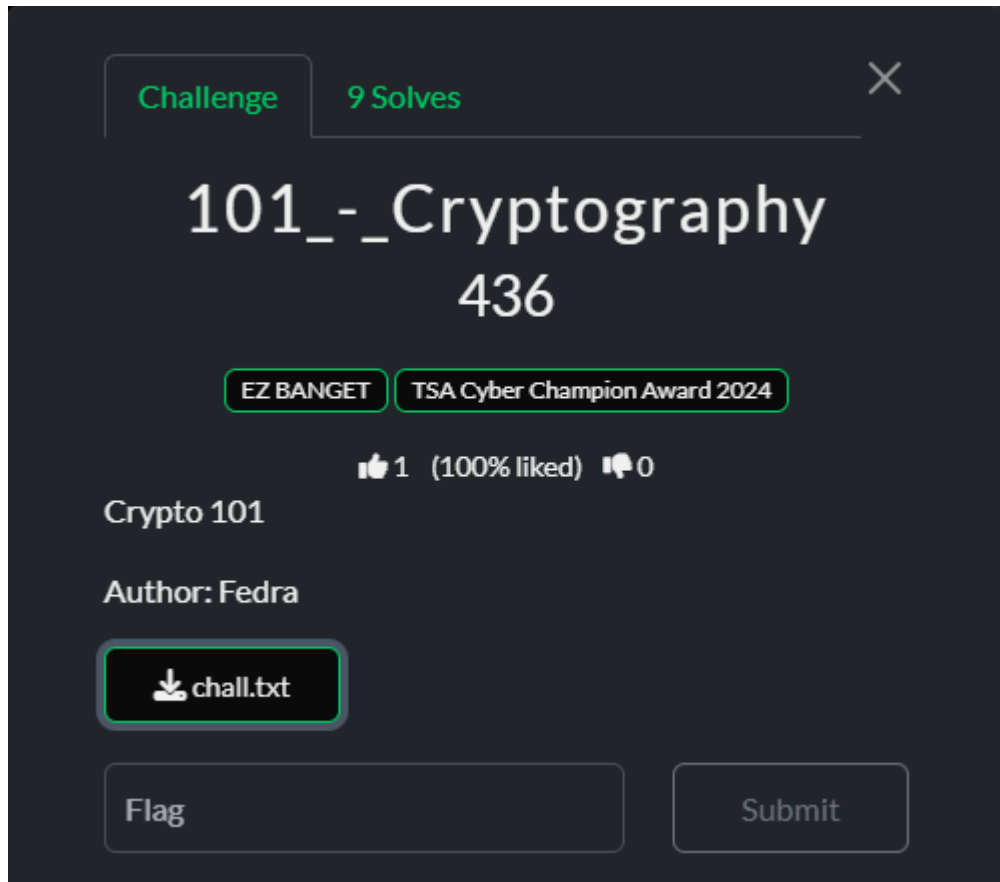 Challenge 9 Solves
101_-_Cryptography
436
EZ BANGET TSA Cyber Champion Award 2024
1 (100% liked) 0
Crypto 101
Author: Fedra
chall.txt
Flag Submit